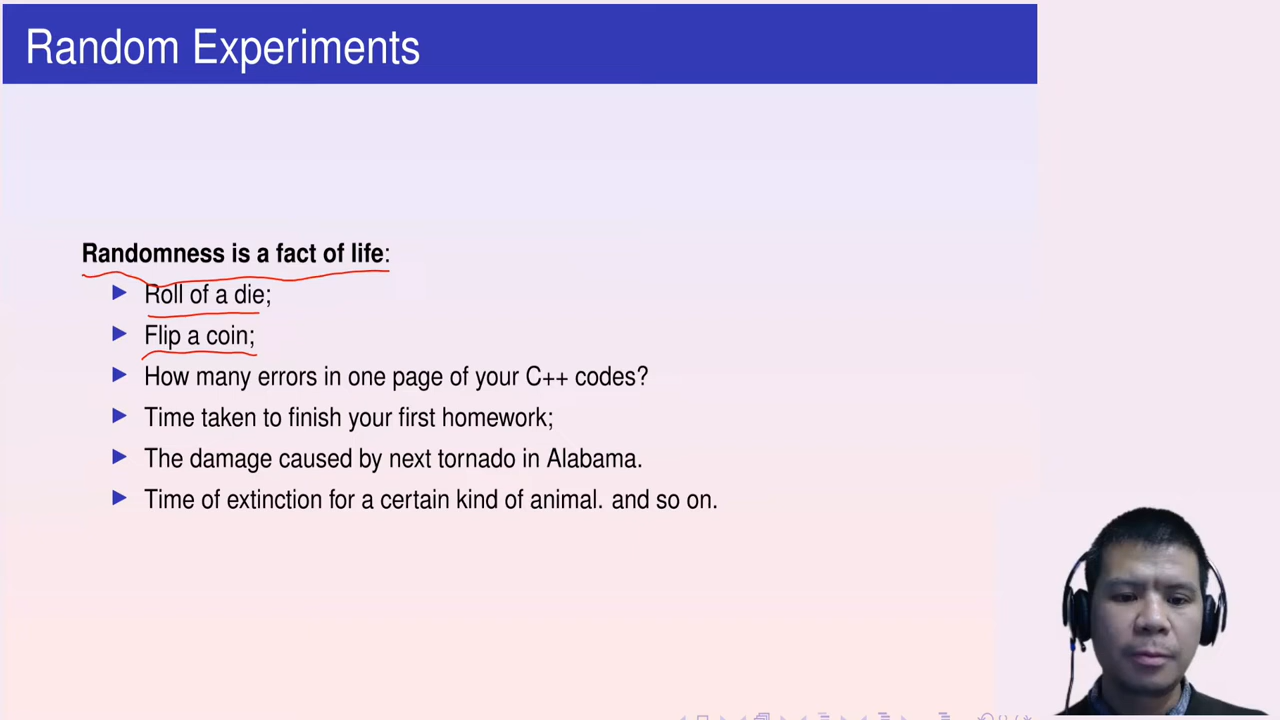 Random Experiments
Randomness is a fact of life:
Roll of a die;
Flip a coin;
How many errors in one page of your C++ codes?
Time taken to finish your first homework;
The damage caused by next tornado in Alabama.
Time of extinction for a certain kind of animal. and so on.